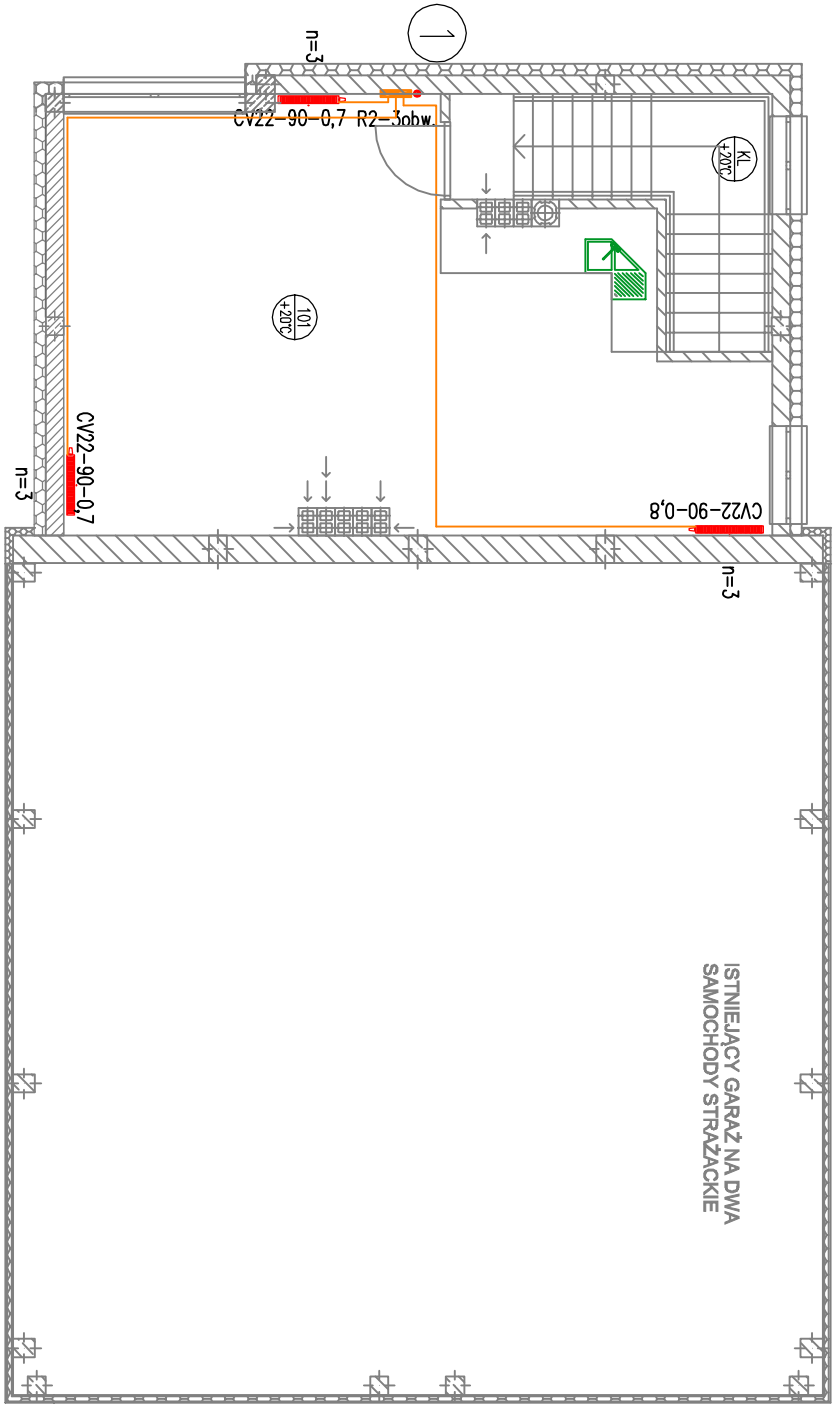 1
n=3
CV22-90-0,7 R2-3obw.
KL
+20°C
101
+20°C
CV22-90-0,7
n=3
CV22-90-0,8
n=3
ISTNIEJĄCY GARAŻ NA DWA
SAMOCHODY STRAŻACKIE